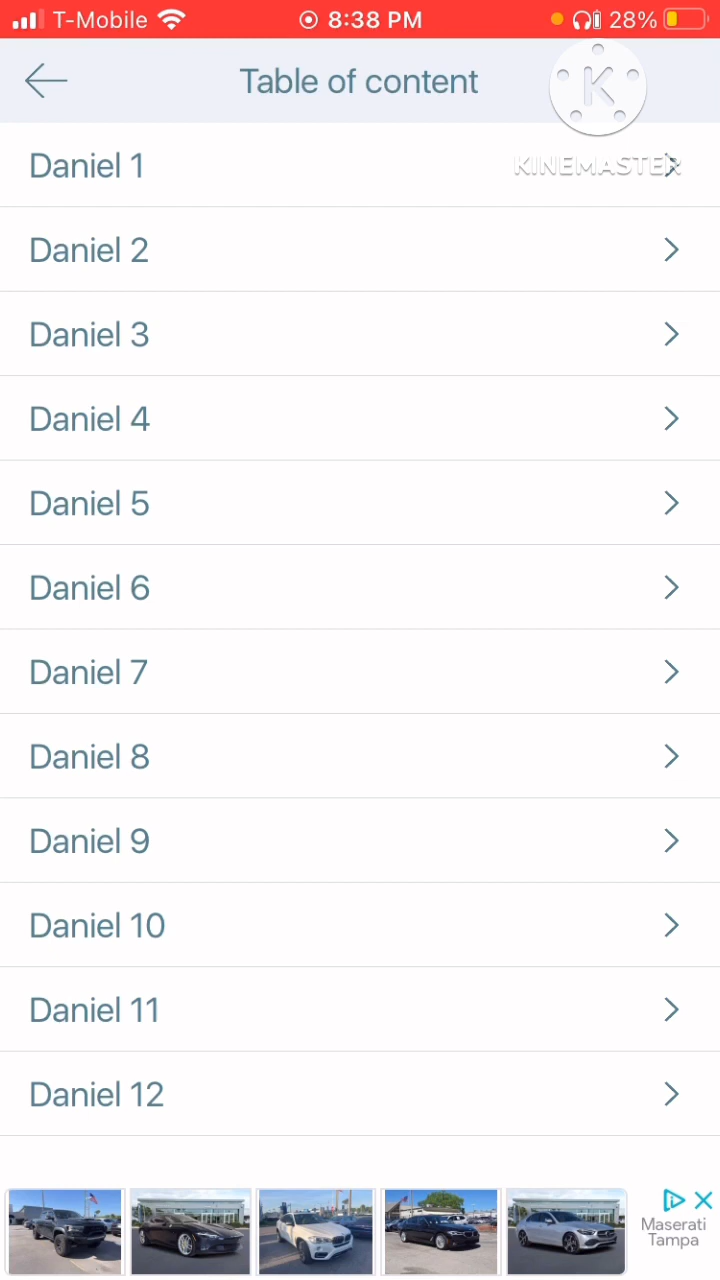 T-Mobile 8:38 PM 28%
Table of content
K
KINEMASTER
Daniel 1
Daniel 2
Daniel 3
Daniel 4
Daniel 5
Daniel 6
Daniel 7
Daniel 8
Daniel 9
Daniel 10
Daniel 11
Daniel 12
Maserati
Tampa